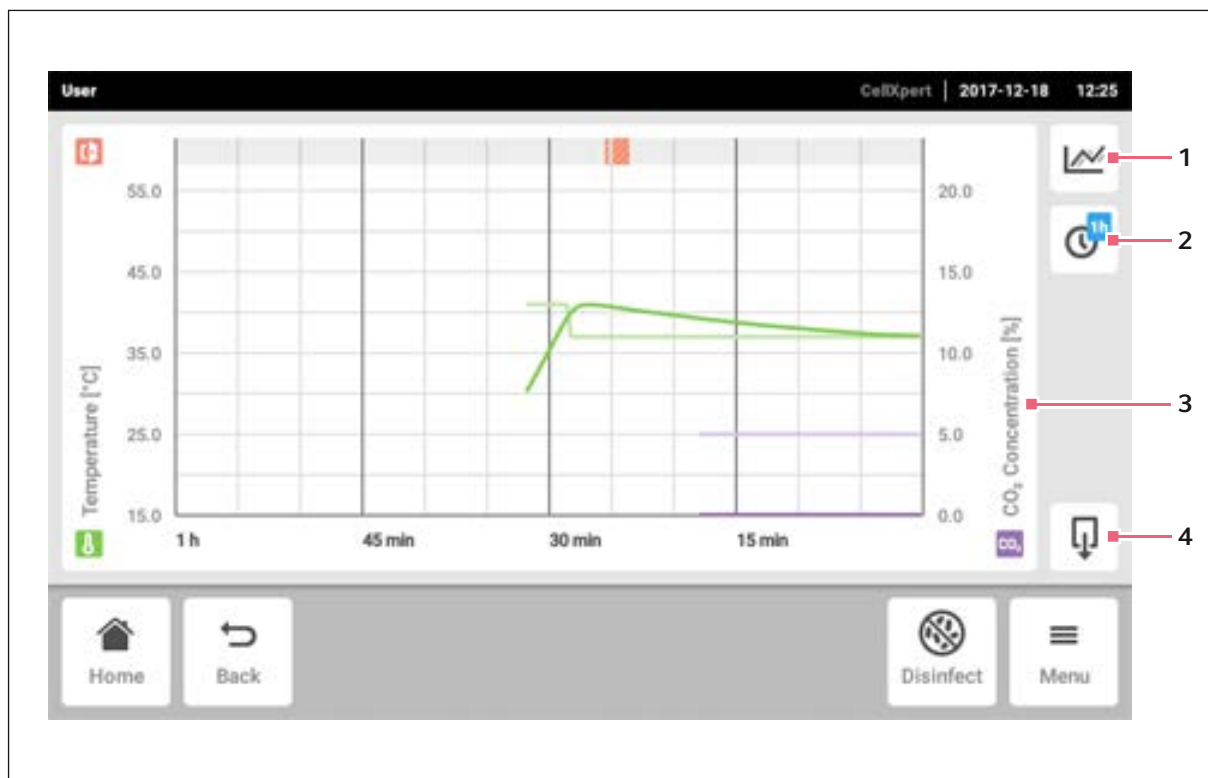 User CellXpert | 2017-12-18 12:25
1
1h
2
55.0 20.0
45.0 15.0
35.0 10.0
25.0 5.0
15.0 0.0
Temperature [°C]
CO₂ Concentration [%]
3
1 h 45 min 30 min 15 min
CO₂
4
Home Back Disinfect Menu